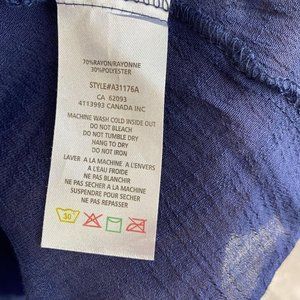 70%RAYON/RAYONNE
30%POLYESTER
STYLE#A31176A
CA 62093
4113993 CANADA INC
MACHINE WASH COLD INSIDE OUT
DO NOT BLEACH
DO NOT TUMBLE DRY
HANG TO DRY
DO NOT IRON
LAVER A LA MACHINE A L'ENVERS
A L'EAU FROIDE
NE PAS BLANCHIR
NE PAS SECHER A LA MACHINE
SUSPENDRE POUR SECHER
NE PAS REPASSER
30